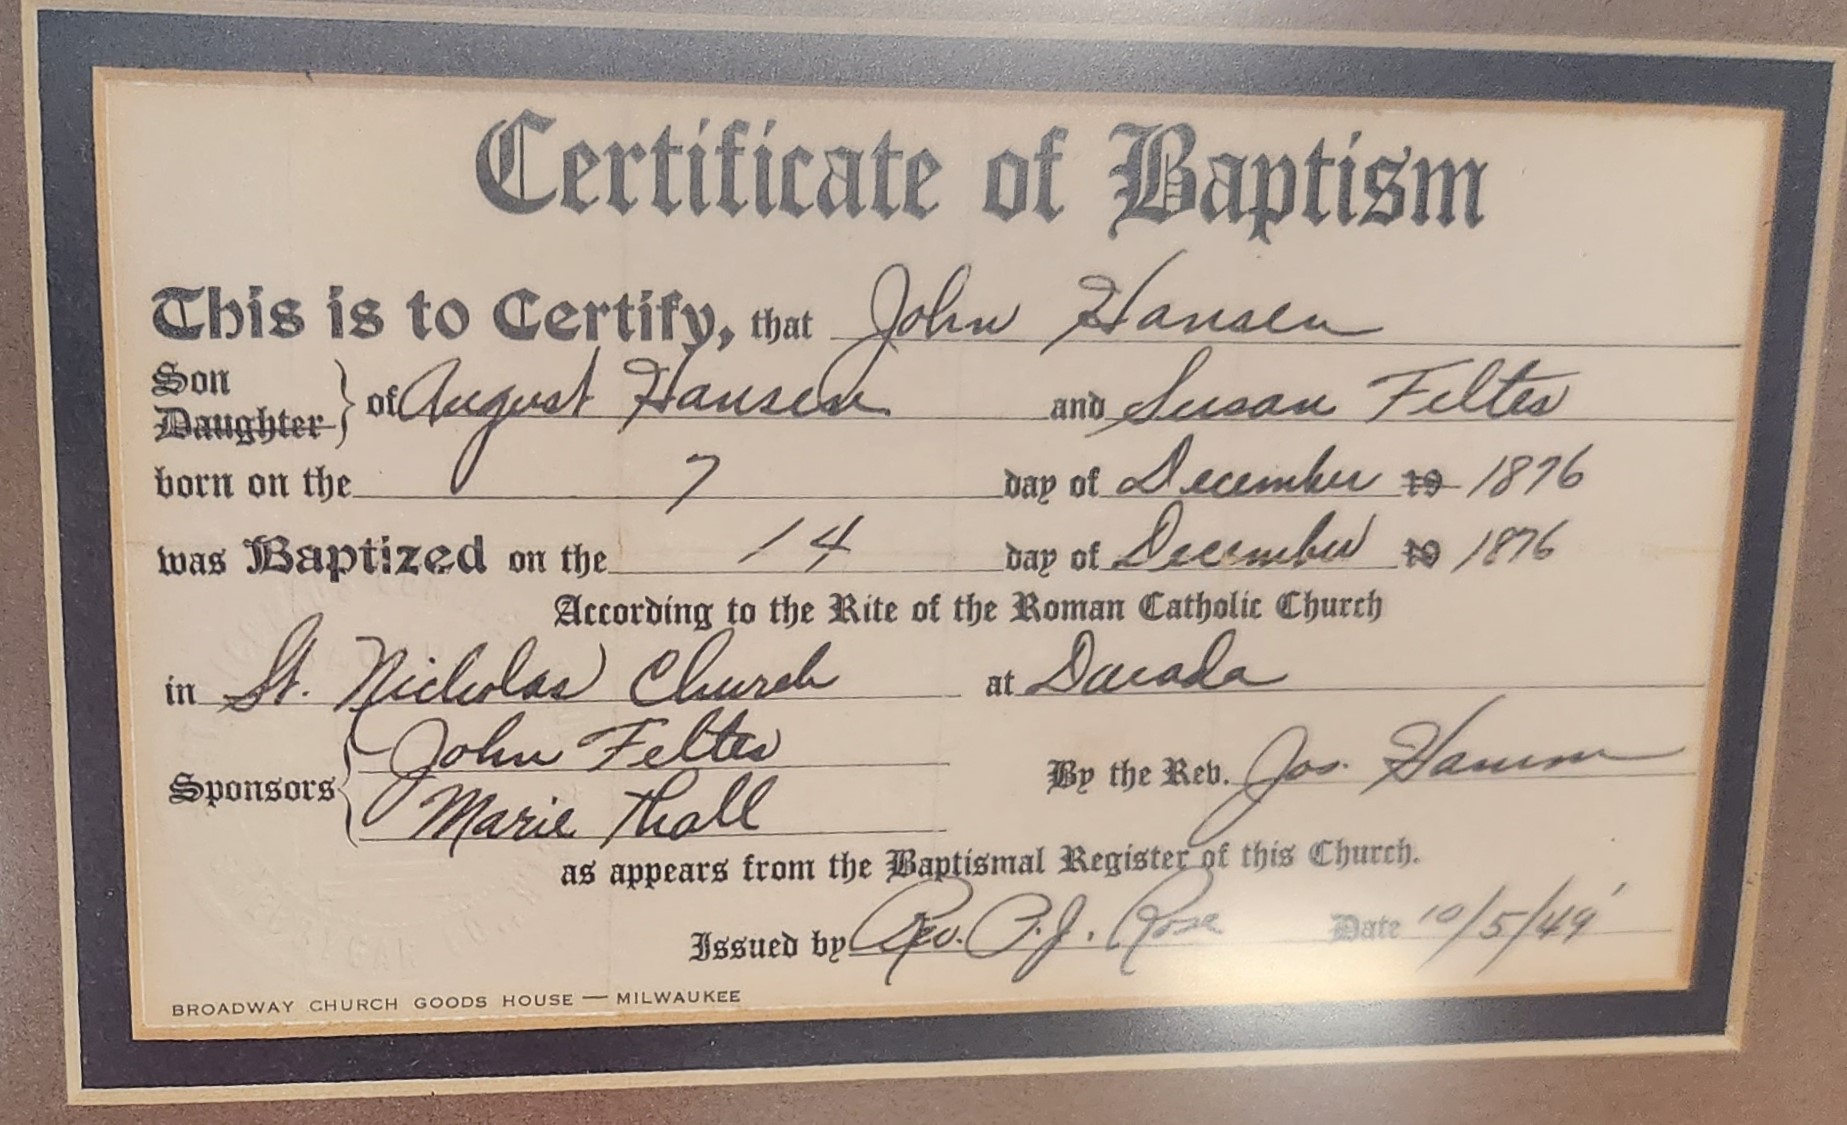 Certificate of Baptism
This is to Certify, that John Hansen
Son Daughter of August Hansen and Susan Feltes
born on the 7 day of December 19 1876
was Baptized on the 14 day of December 19 1876
According to the Rite of the Roman Catholic Church
in St. Nicholas Church at Dacada
Sponsors John Feltes
Marie Thall
By the Rev. Jos. Hamm
as appears from the Baptismal Register of this Church.
Issued by Rev. P. J. Rose Date 10/5/49'
BROADWAY CHURCH GOODS HOUSE — MILWAUKEE